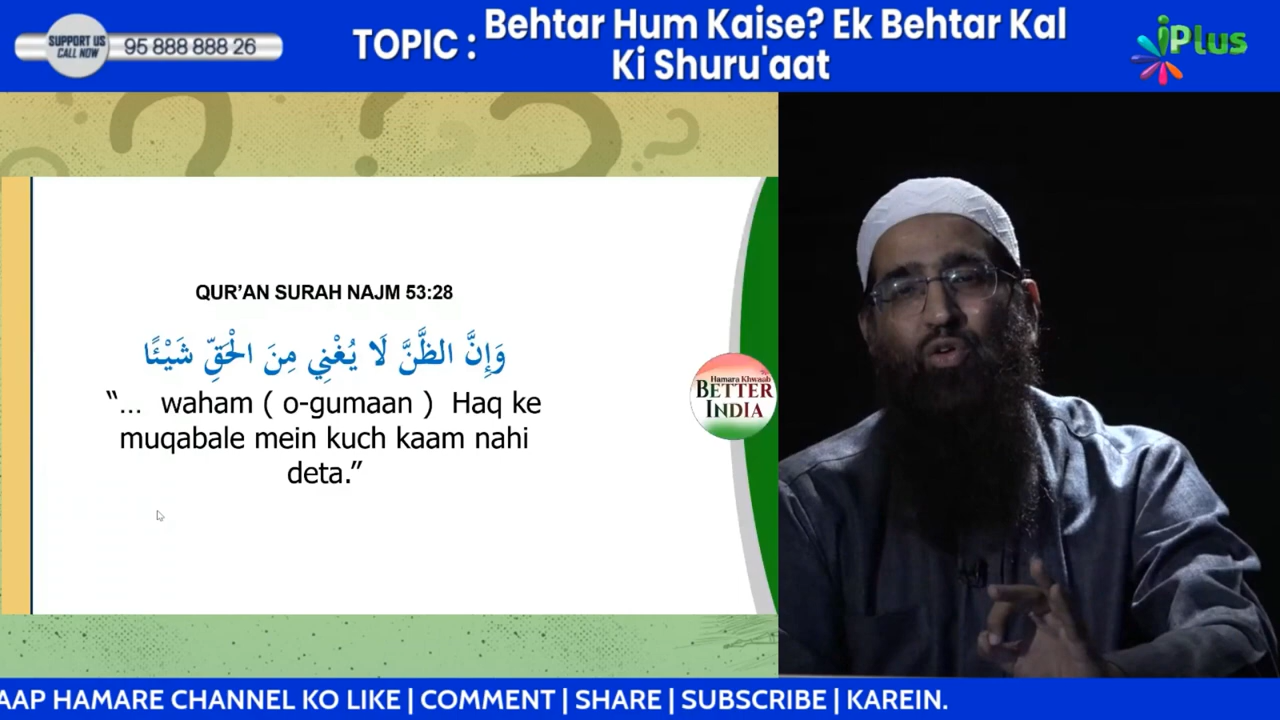 SUPPORT US
CALL NOW
95 888 888 26
TOPIC :
Behtar Hum Kaise? Ek Behtar Kal
Ki Shuru'aat
iPlus
QUR’AN SURAH NAJM 53:28
وَإِنَّ الظَّنَّ لَا يُغْنِي مِنَ الْحَقِّ شَيْئًا
“… waham ( o-gumaan ) Haq ke
muqabale mein kuch kaam nahi
deta.”
Hamara Khwaab
BETTER
INDIA
AAP HAMARE CHANNEL KO LIKE | COMMENT | SHARE | SUBSCRIBE | KAREIN.